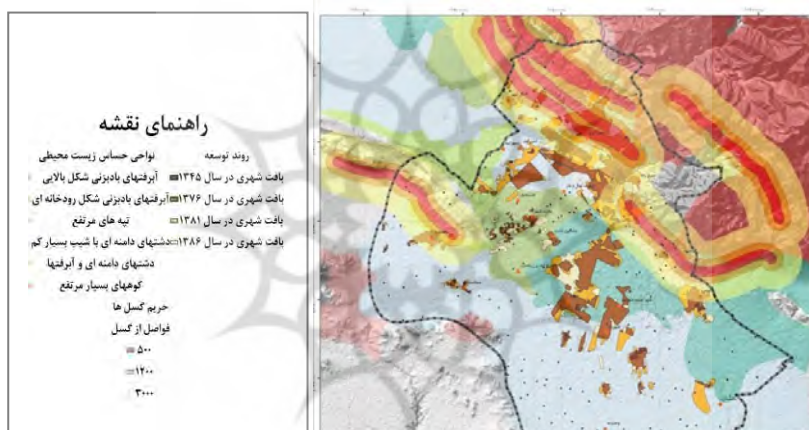 راهنمای نقشه
روند توسعه
بافت شهری در سال ۱۳۴۵
بافت شهری در سال ۱۳۷۶
بافت شهری در سال ۱۳۸۱
بافت شهری در سال ۱۳۸۶
نواحی حساس زیست محیطی
آبرفتهای بادبزنی شکل بالایی
آبرفتهای بادبزنی شکل رودخانه ای
تپه های مرتفع
دشتهای دامنه ای با شیب بسیار کم
دشتهای دامنه ای و آبرفتها
کوههای بسیار مرتفع
حریم گسل ها
فواصل از گسل
۵۰۰
۱۲۰۰
۳۰۰۰